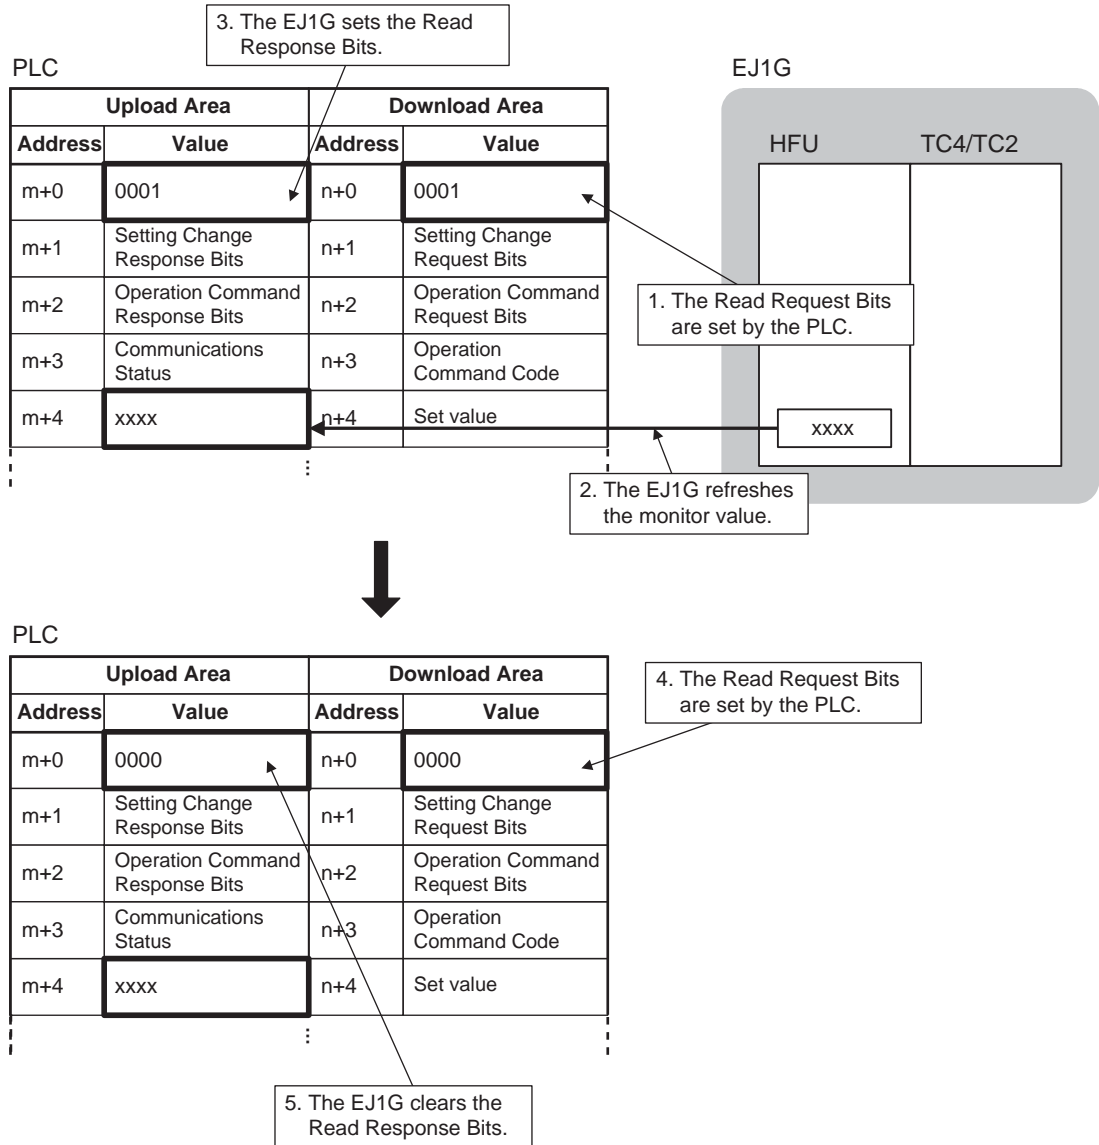 3. The EJ1G sets the Read
Response Bits.
PLC
EJ1G
Upload Area Download Area
Address Value Address Value
HFU TC4/TC2
m+0 0001 n+0 0001
m+1 Setting Change Response Bits n+1 Setting Change Request Bits
m+2 Operation Command Response Bits n+2 Operation Command Request Bits
1. The Read Request Bits
are set by the PLC.
m+3 Communications Status n+3 Operation Command Code
m+4 xxxx n+4 Set value
xxxx
2. The EJ1G refreshes
the monitor value.
PLC
Upload Area Download Area
4. The Read Request Bits
are set by the PLC.
Address Value Address Value
m+0 0000 n+0 0000
m+1 Setting Change Response Bits n+1 Setting Change Request Bits
m+2 Operation Command Response Bits n+2 Operation Command Request Bits
m+3 Communications Status n+3 Operation Command Code
m+4 xxxx n+4 Set value
5. The EJ1G clears the
Read Response Bits.